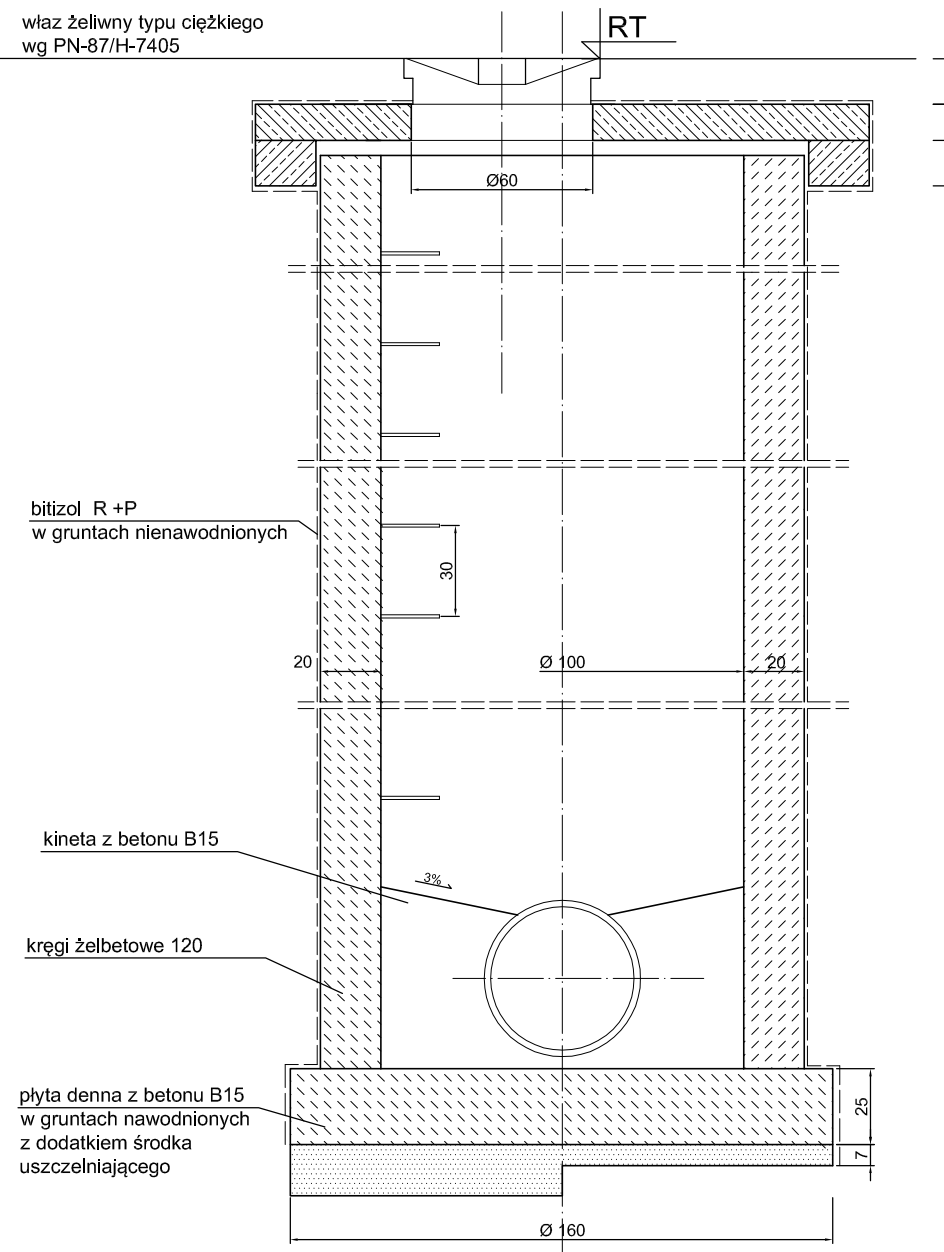 właz żeliwny typu ciężkiego
wg PN-87/H-7405
RT
Ø60
bitizol R +P
w gruntach nienawodnionych
30
20
Ø 100
20
kineta z betonu B15
3%
kręgi żelbetowe 120
płyta denna z betonu B15
w gruntach nawodnionych
z dodatkiem środka
uszczelniającego
25
7
Ø 160